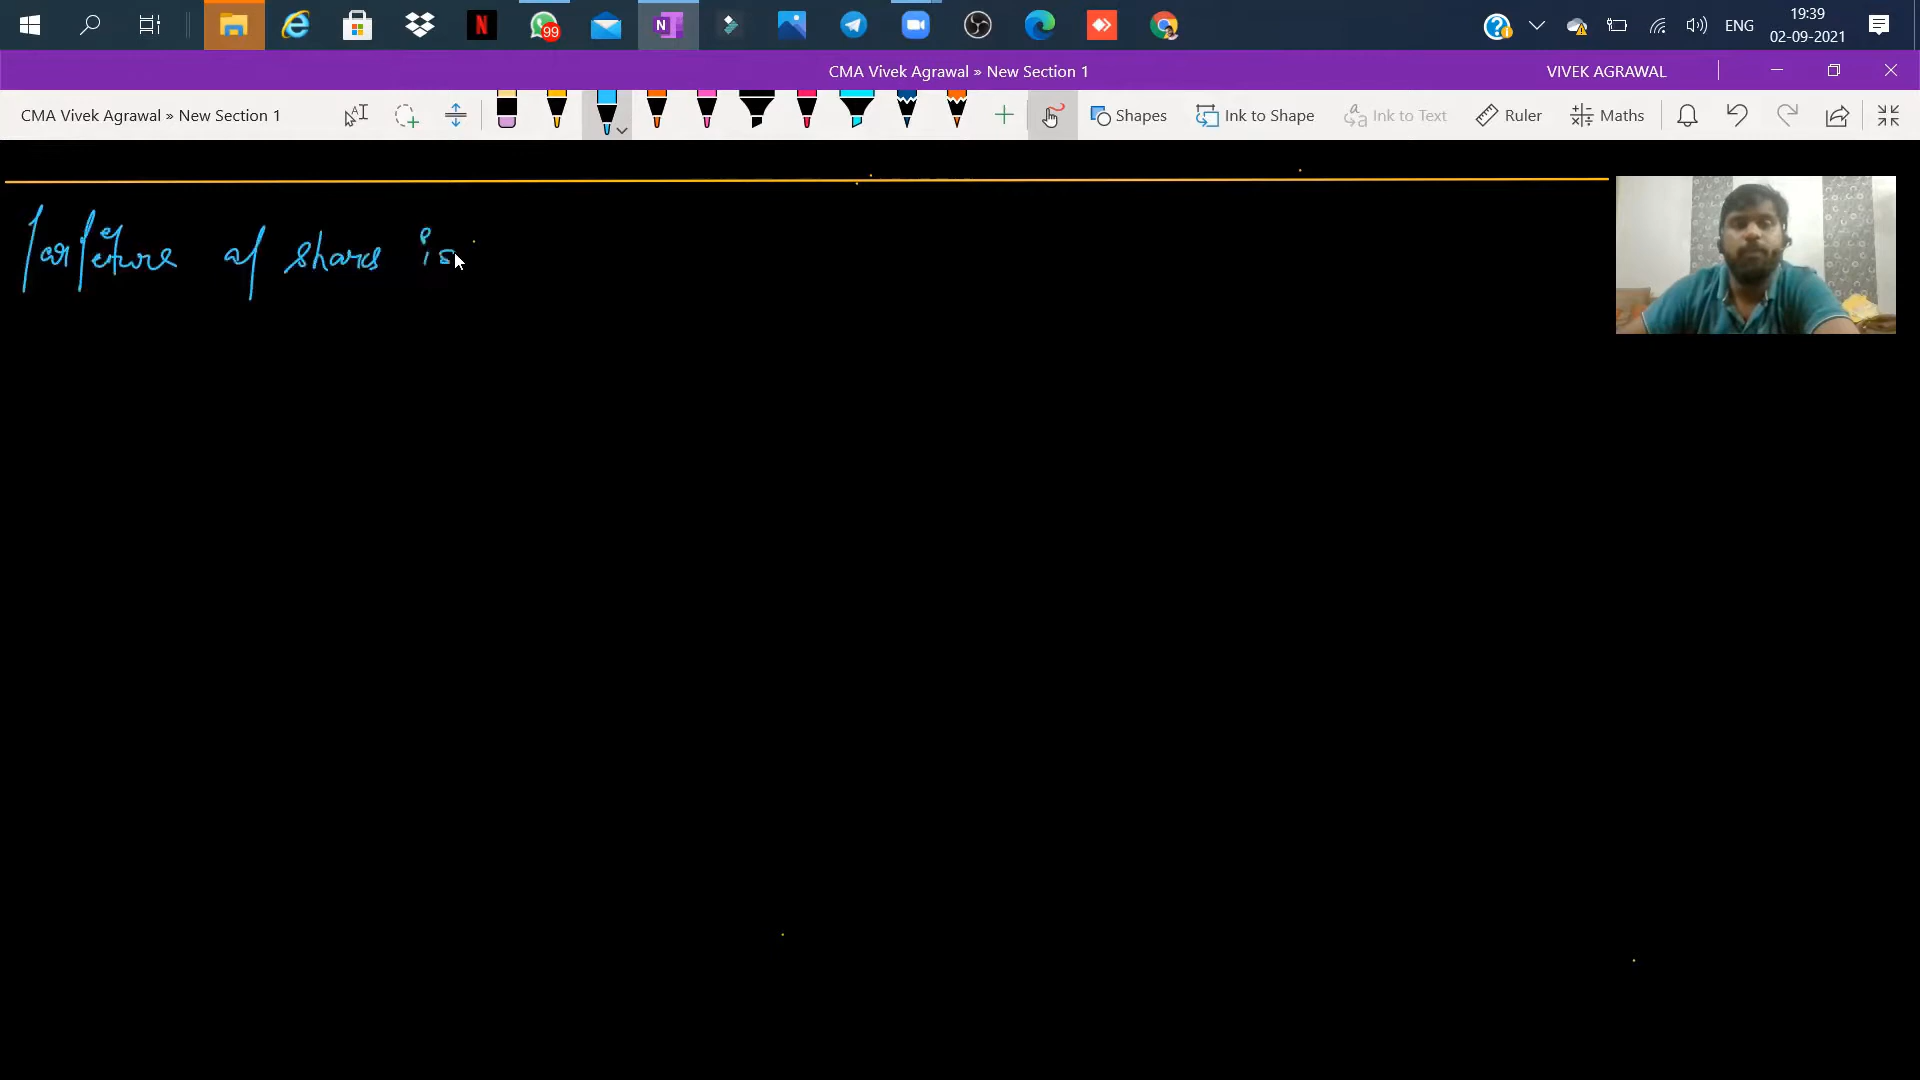 99
ENG
19:39
02-09-2021
CMA Vivek Agrawal » New Section 1
VIVEK AGRAWAL
CMA Vivek Agrawal » New Section 1
Shapes
Ink to Shape
Ink to Text
Ruler
Maths
forfeiture of shares is